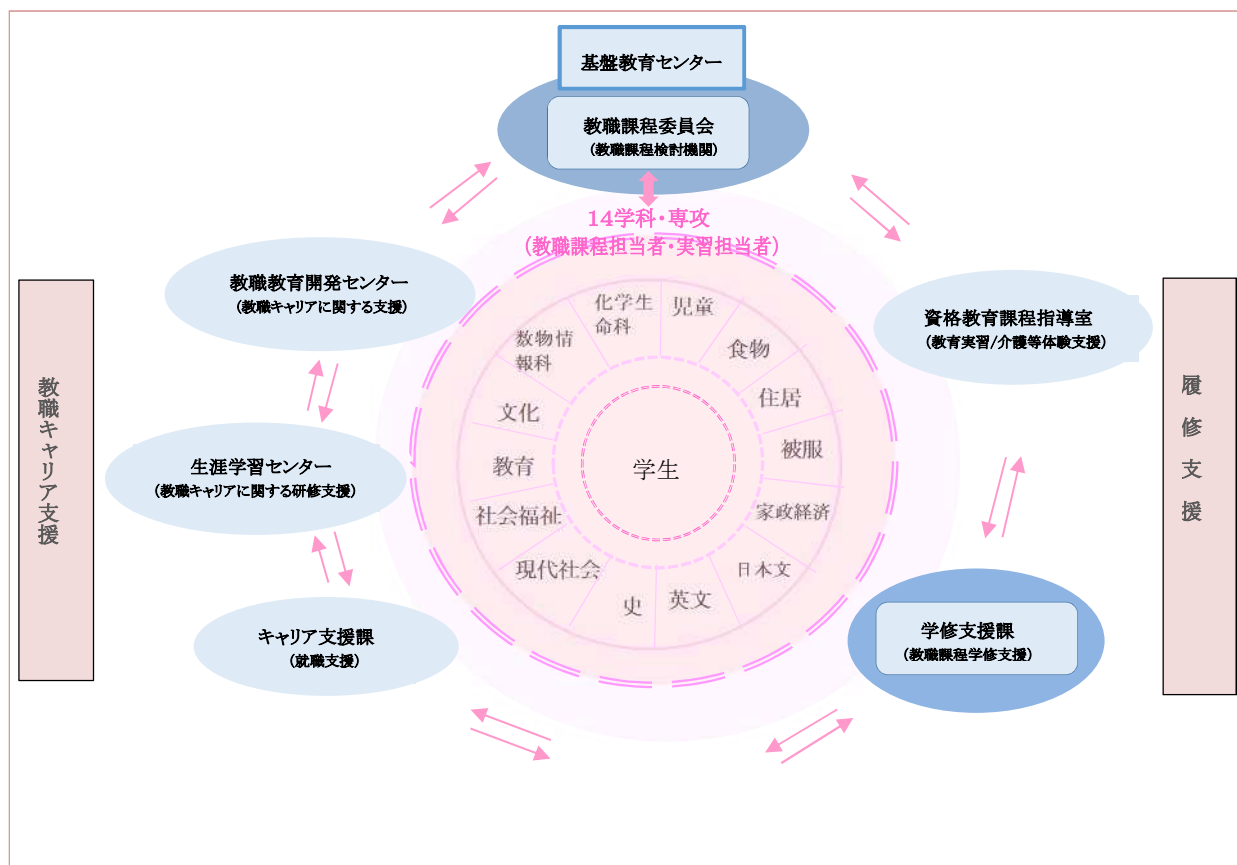 基盤教育センター
教職課程委員会
(教職課程検討機関)
14学科・専攻
(教職課程担当者・実習担当者)
教職教育開発センター
(教職キャリアに関する支援)
資格教育課程指導室
(教育実習/介護等体験支援)
教職キャリア支援
履修支援
化学生
命科
児童
数物情
報科
食物
文化
住居
教育
学生
被服
生涯学習センター
(教職キャリアに関する研修支援)
社会福祉
家政経済
現代社会
日本文
史
英文
キャリア支援課
(就職支援)
学修支援課
(教職課程学修支援)